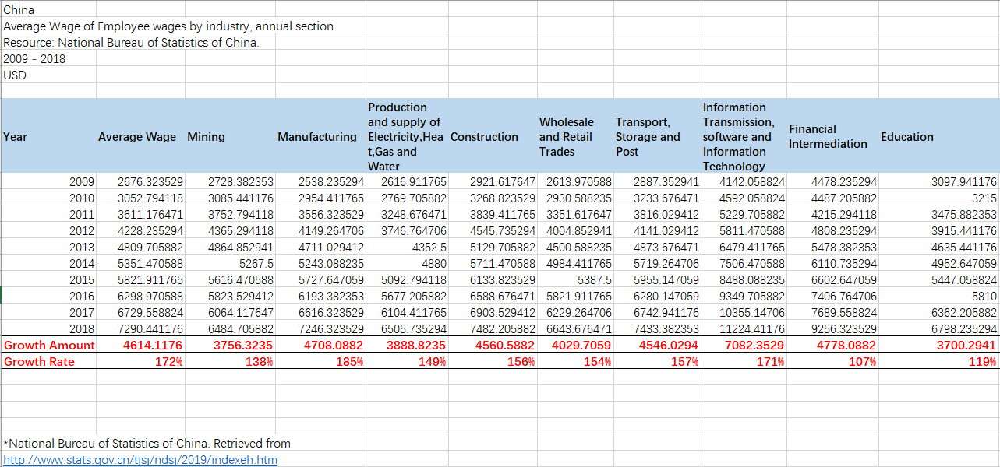 China
Average Wage of Employee wages by industry, annual section
Resource: National Bureau of Statistics of China.
2009 - 2018
USD
Year Average Wage Mining Manufacturing Production and supply of Electricity,Heat,Gas and Water Construction Wholesale and Retail Trades Transport, Storage and Post Information Transmission, software and Information Technology Financial Intermediation Education
2009 2676.323529 2728.382353 2538.235294 2616.911765 2921.617647 2613.970588 2887.352941 4142.058824 4478.235294 3097.941176
2010 3052.794118 3085.441176 2954.411765 2769.705882 3268.823529 2930.588235 3233.676471 4592.058824 4487.205882 3215
2011 3611.176471 3752.794118 3556.323529 3248.676471 3839.411765 3351.617647 3816.029412 5229.705882 4215.294118 3475.882353
2012 4228.235294 4365.294118 4149.264706 3746.764706 4545.735294 4004.852941 4141.029412 5811.470588 4808.235294 3915.441176
2013 4809.705882 4864.852941 4711.029412 4352.5 5129.705882 4500.588235 4873.676471 6479.411765 5478.382353 4635.441176
2014 5351.470588 5267.5 5243.088235 4880 5711.470588 4984.411765 5719.264706 7506.470588 6110.735294 4952.647059
2015 5821.911765 5616.470588 5727.647059 5092.794118 6133.823529 5387.5 5955.147059 8488.088235 6602.647059 5447.058824
2016 6298.970588 5823.529412 6193.382353 5677.205882 6588.676471 5821.911765 6280.147059 9349.705882 7406.764706 5810
2017 6729.558824 6064.117647 6616.323529 6104.411765 6903.529412 6229.264706 6742.941176 10355.14706 7689.558824 6362.205882
2018 7290.441176 6484.705882 7246.323529 6505.735294 7482.205882 6643.676471 7433.382353 11224.41176 9256.323529 6798.235294
Growth Amount 4614.1176 3756.3235 4708.0882 3888.8235 4560.5882 4029.7059 4546.0294 7082.3529 4778.0882 3700.2941
Growth Rate 172% 138% 185% 149% 156% 154% 157% 171% 107% 119%
*National Bureau of Statistics of China. Retrieved from
http://www.stats.gov.cn/tjsj/ndsj/2019/indexeh.htm